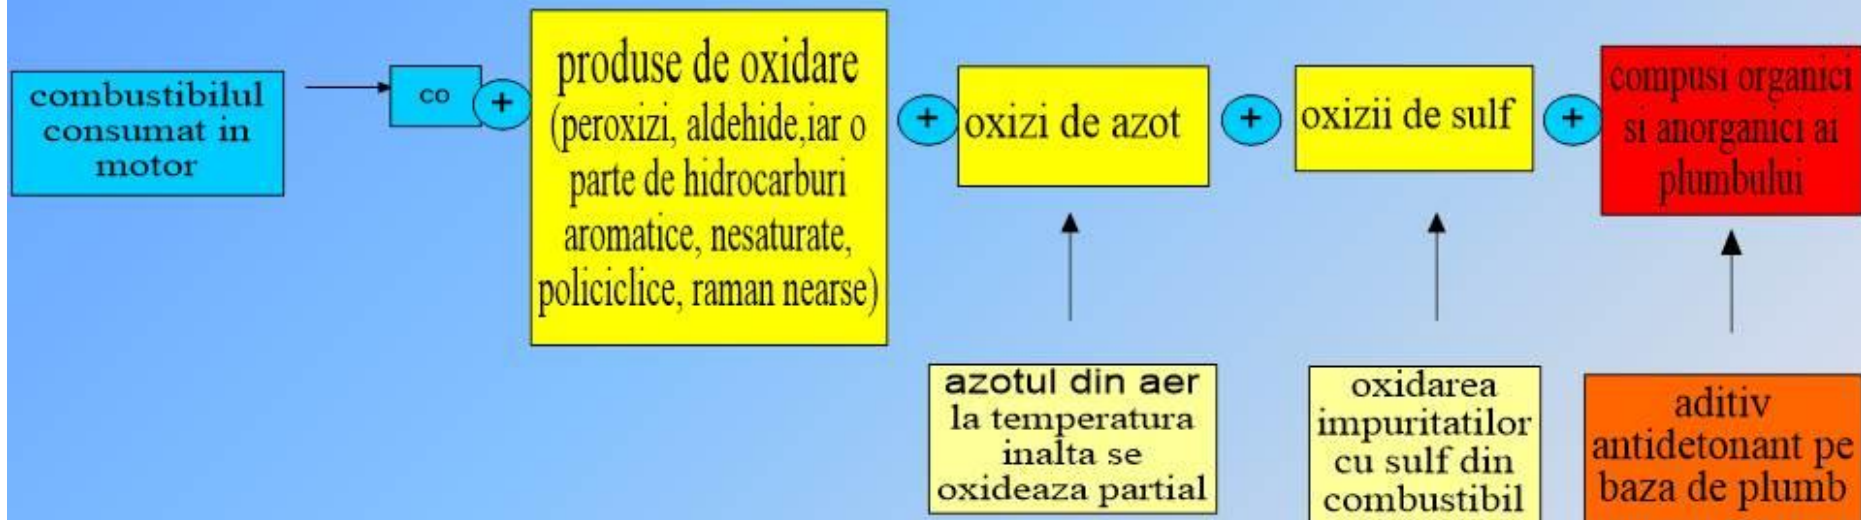 combustibilul
consumat in
motor
co
+
produse de oxidare
(peroxizi, aldehide,iar o
parte de hidrocarburi
aromatice, nesaturate,
policiclice, raman nearse)
+
oxizi de azot
+
oxizii de sulf
+
compusi organici
si anorganici ai
plumbului
azotul din aer
la temperatura
inalta se
oxideaza partial
oxidarea
impuritatilor
cu sulf din
combustibil
aditiv
antidetonant pe
baza de plumb